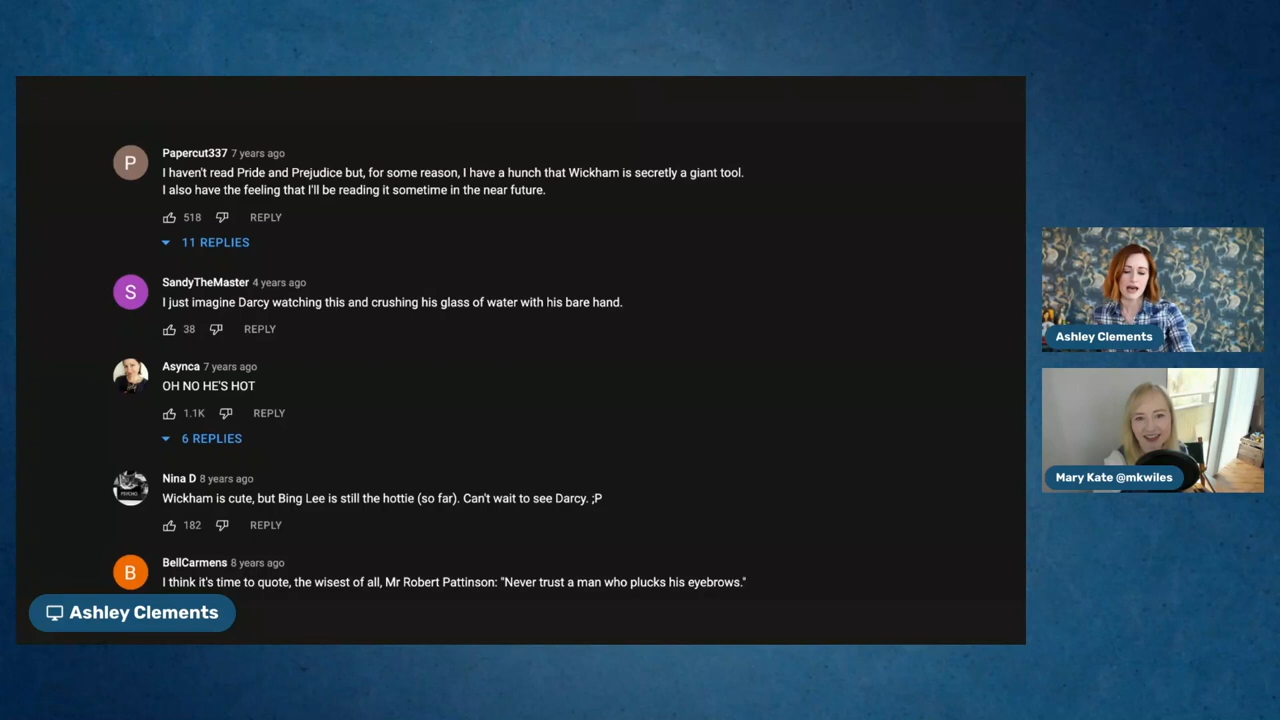 P
Papercut337 7 years ago
I haven't read Pride and Prejudice but, for some reason, I have a hunch that Wickham is secretly a giant tool.
I also have the feeling that I'll be reading it sometime in the near future.
518 REPLY
11 REPLIES
S
SandyTheMaster 4 years ago
I just imagine Darcy watching this and crushing his glass of water with his bare hand.
38 REPLY
Asynca 7 years ago
OH NO HE'S HOT
1.1K REPLY
6 REPLIES
PSYCHO
Nina D 8 years ago
Wickham is cute, but Bing Lee is still the hottie (so far). Can't wait to see Darcy. ;P
182 REPLY
B
BellCarmens 8 years ago
I think it's time to quote, the wisest of all, Mr Robert Pattinson: "Never trust a man who plucks his eyebrows."
Ashley Clements
Ashley Clements
Mary Kate @mkwiles